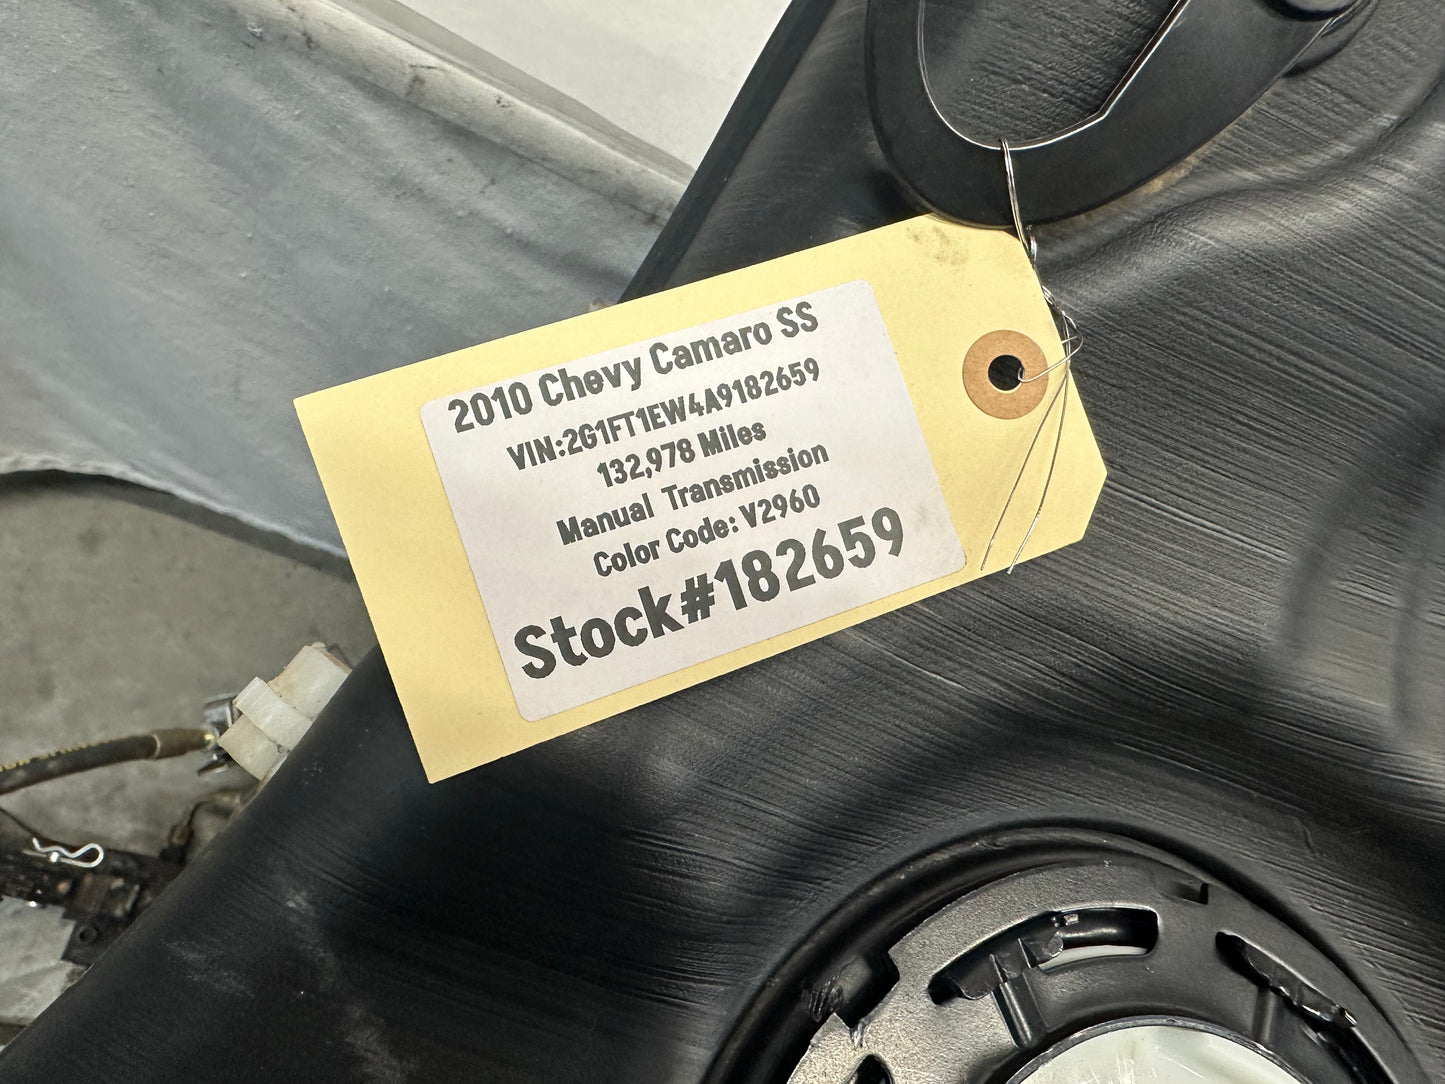 2010 Chevy Camaro SS
VIN:2G1FT1EW4A9182659
132,978 Miles
Manual Transmission
Color Code: V2960
Stock#182659